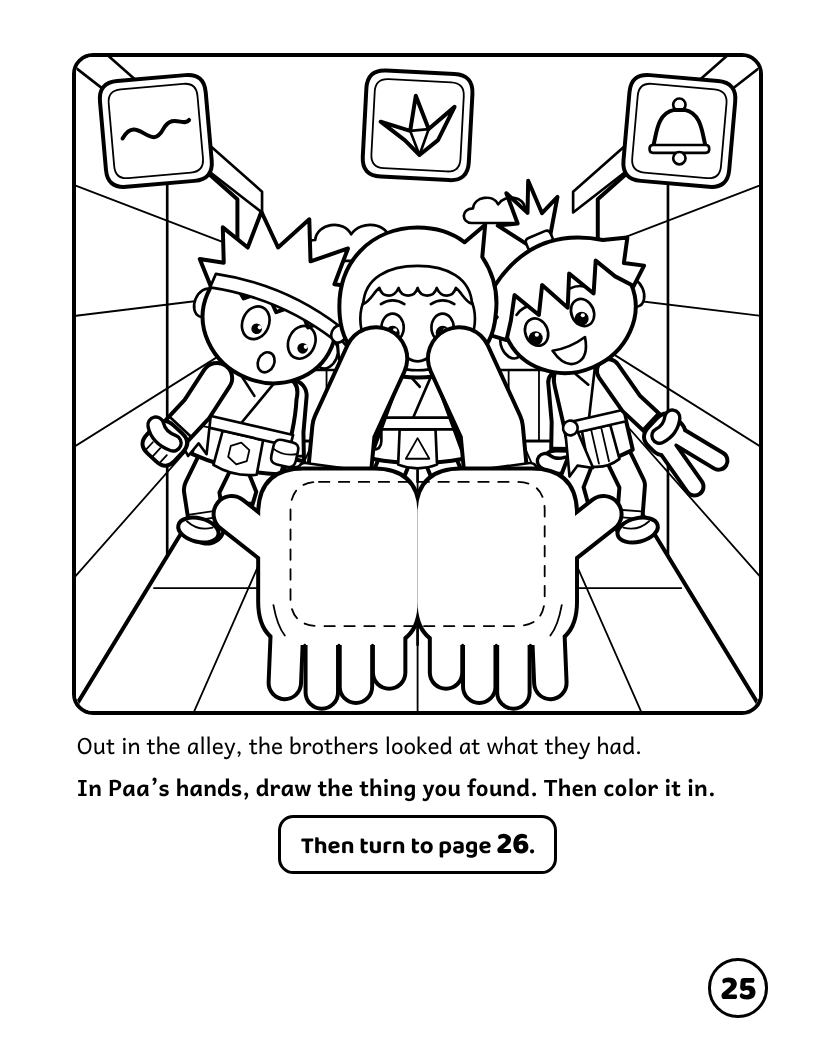 Out in the alley, the brothers looked at what they had.
In Paa’s hands, draw the thing you found. Then color it in.
Then turn to page 26.
25